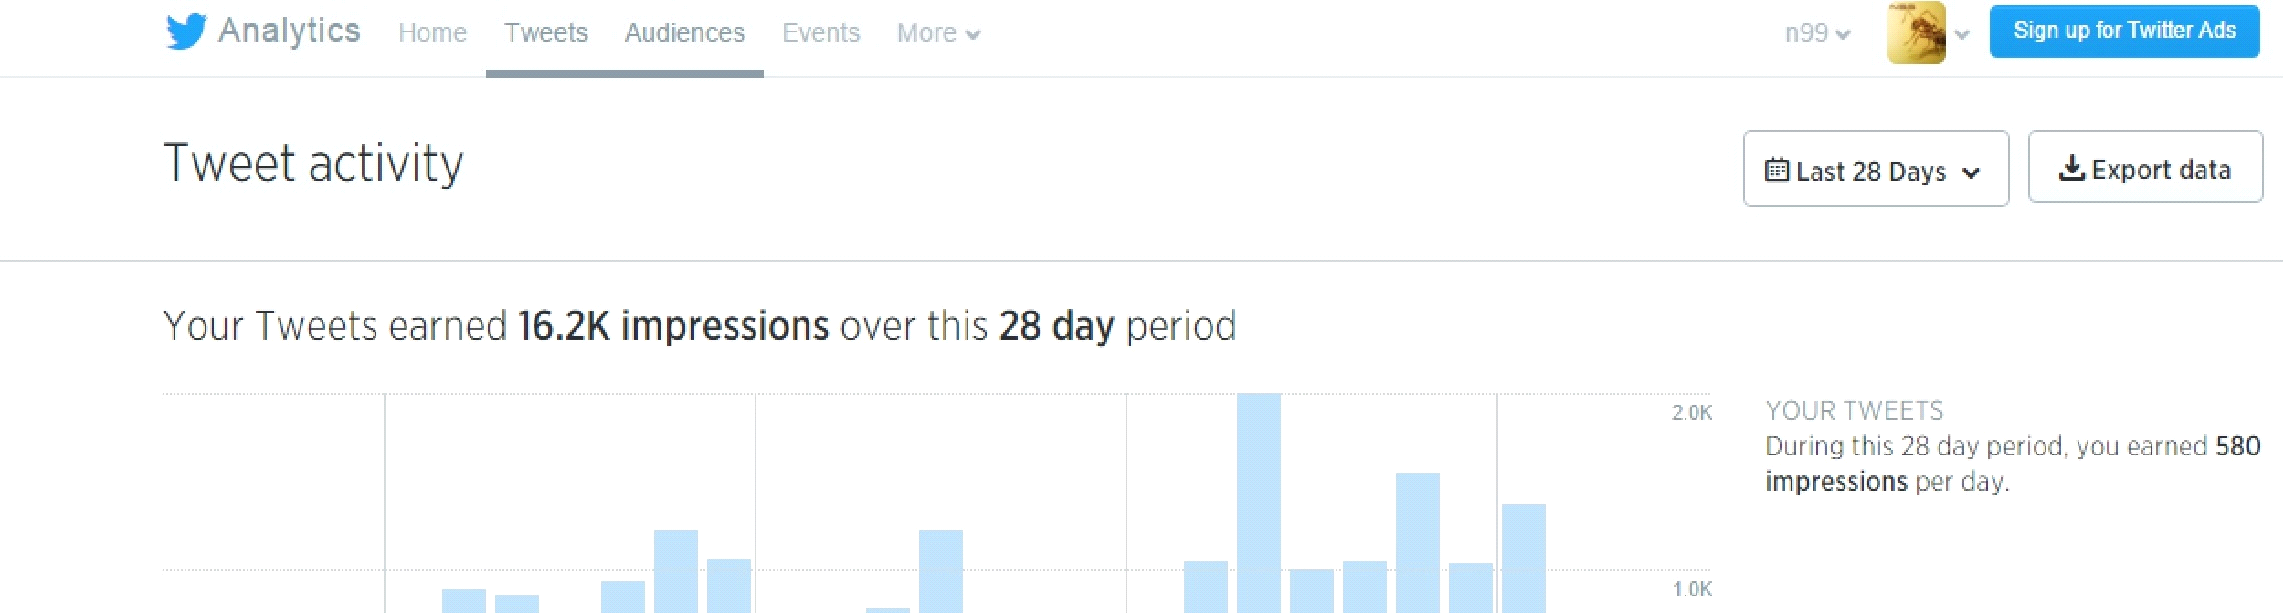 Analytics Home Tweets Audiences Events More n99 Sign up for Twitter Ads
Tweet activity
Last 28 Days Export data
Your Tweets earned 16.2K impressions over this 28 day period
2.0K
YOUR TWEETS
During this 28 day period, you earned 580
impressions per day.
1.0K